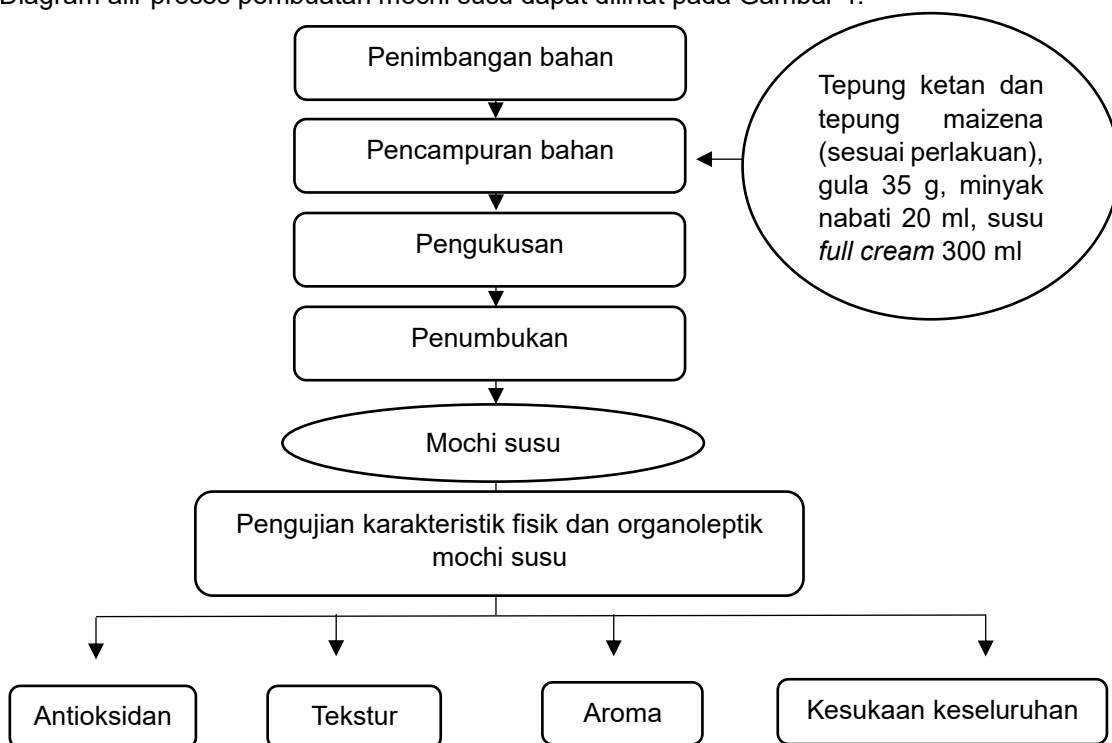 Diagram alir proses pembuatan mochi susu dapat dilihat pada Gambar 1.
Penimbangan bahan
Pencampuran bahan
Tepung ketan dan
tepung maizena
(sesuai perlakuan),
gula 35 g, minyak
nabati 20 ml, susu
full cream 300 ml
Pengukusan
Penumbukan
Mochi susu
Pengujian karakteristik fisik dan organoleptik
mochi susu
Antioksidan
Tekstur
Aroma
Kesukaan keseluruhan